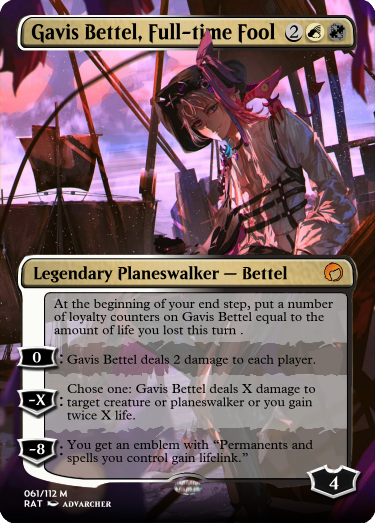 Gavis Bettel, Full-time Fool 2
Legendary Planeswalker — Bettel
At the beginning of your end step, put a number
of loyalty counters on Gavis Bettel equal to the
amount of life you lost this turn .
0 : Gavis Bettel deals 2 damage to each player.
Chose one: Gavis Bettel deals X damage to
-X : target creature or planeswalker or you gain
twice X life.
-8 : You get an emblem with “Permanents and
spells you control gain lifelink.”
4
061/112 M
RAT ADVARCHER